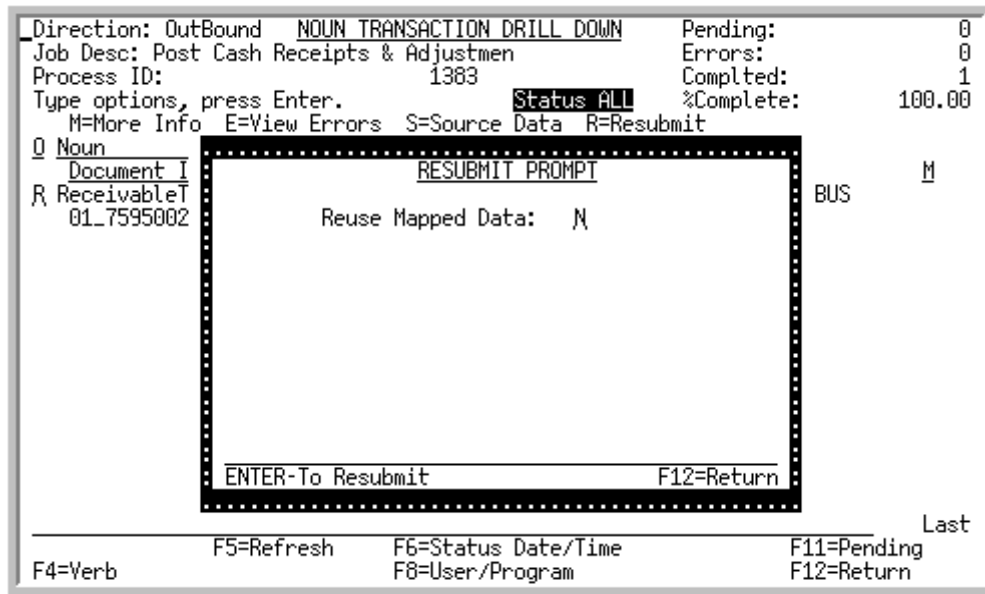 Direction: OutBound NOUN TRANSACTION DRILL DOWN Pending: 0
Job Desc: Post Cash Receipts & Adjustmen Errors: 0
Process ID: 1383 Complted: 1
Type options, press Enter. Status ALL %Complete: 100.00
M=More Info E=View Errors S=Source Data R=Resubmit
O Noun
Document I M
R ReceivableT BUS
01_7595002
RESUBMIT PROMPT
Reuse Mapped Data: N
ENTER-To Resubmit F12=Return
Last
F5=Refresh F6=Status Date/Time F11=Pending
F4=Verb F8=User/Program F12=Return